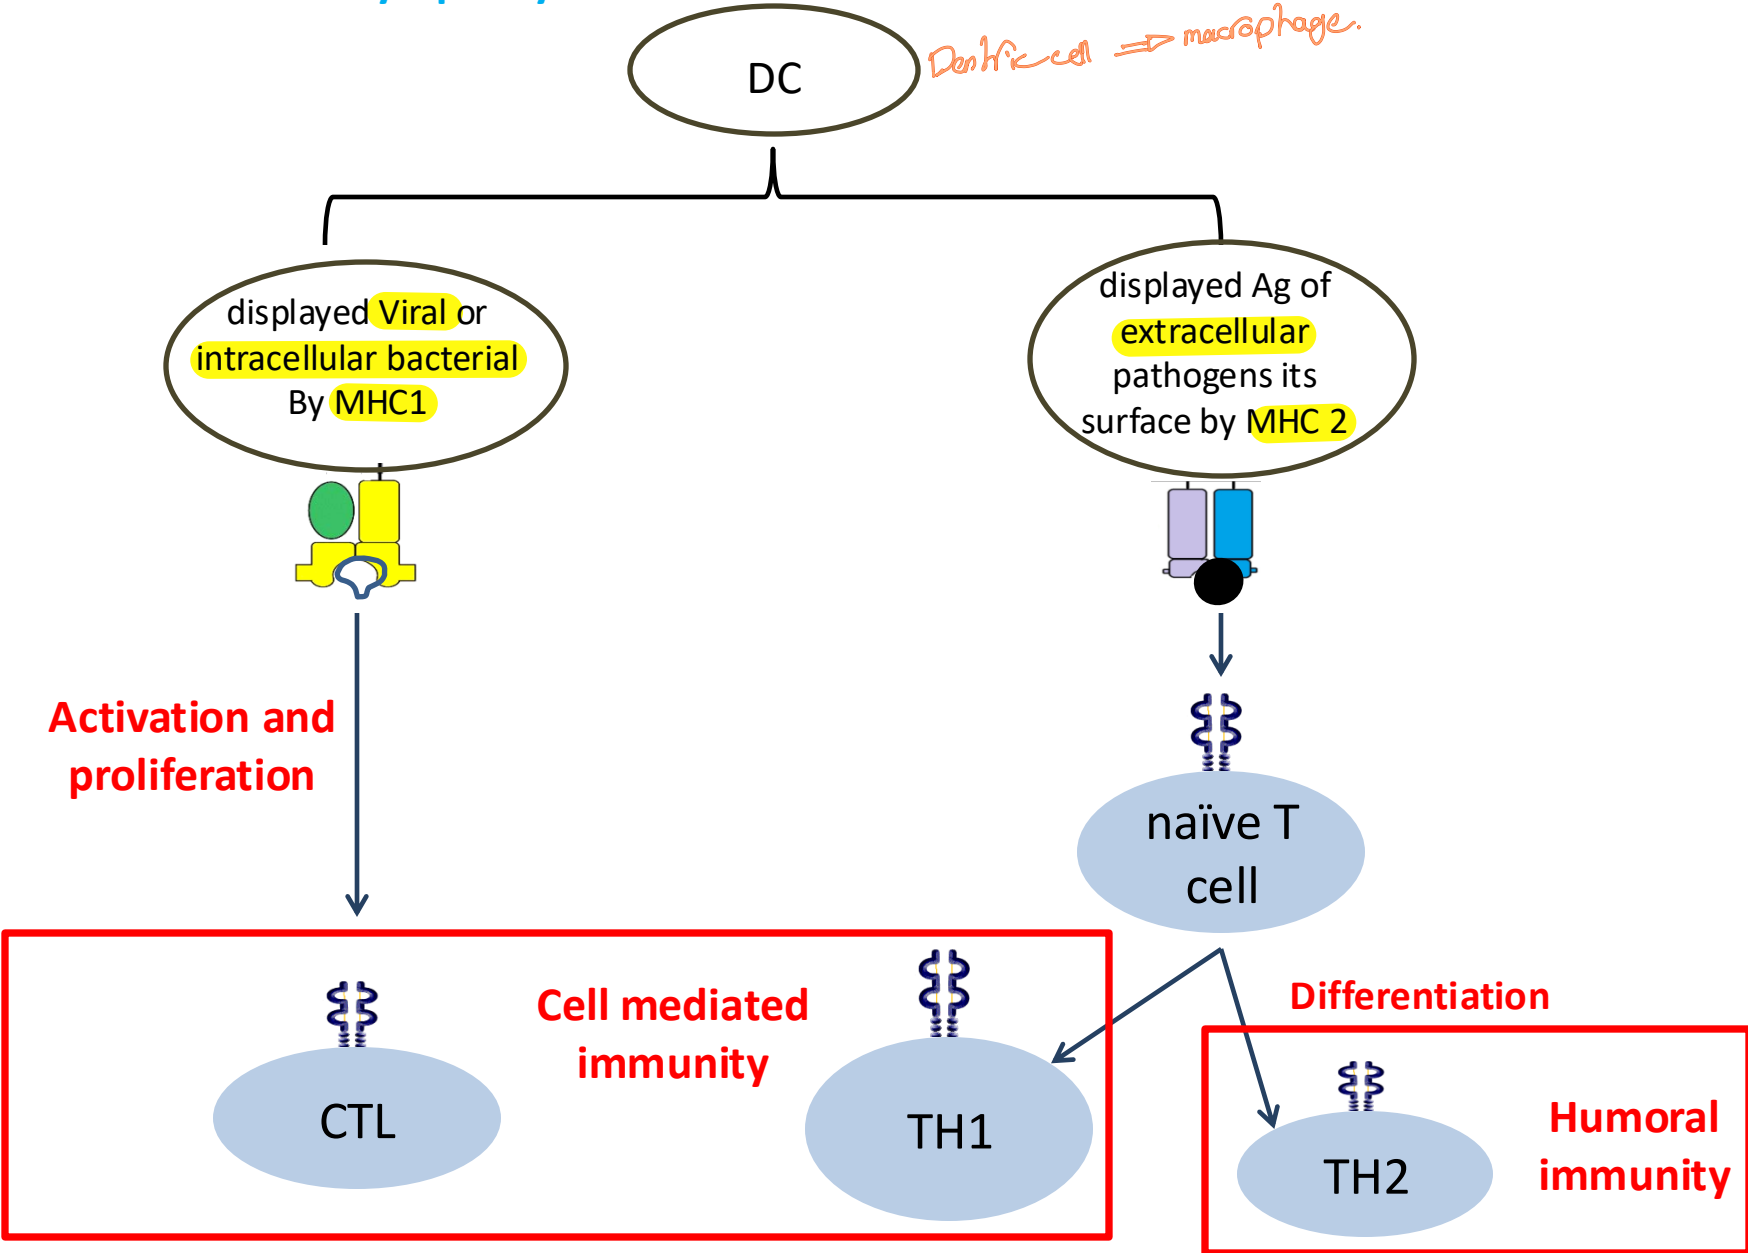 DC
Dentric cell ⇒ macrophage.
displayed Viral or
intracellular bacterial
By MHC1
displayed Ag of
extracellular
pathogens its
surface by MHC 2
Activation and
proliferation
naïve T
cell
Cell mediated
immunity
Differentiation
CTL
TH1
TH2
Humoral
immunity